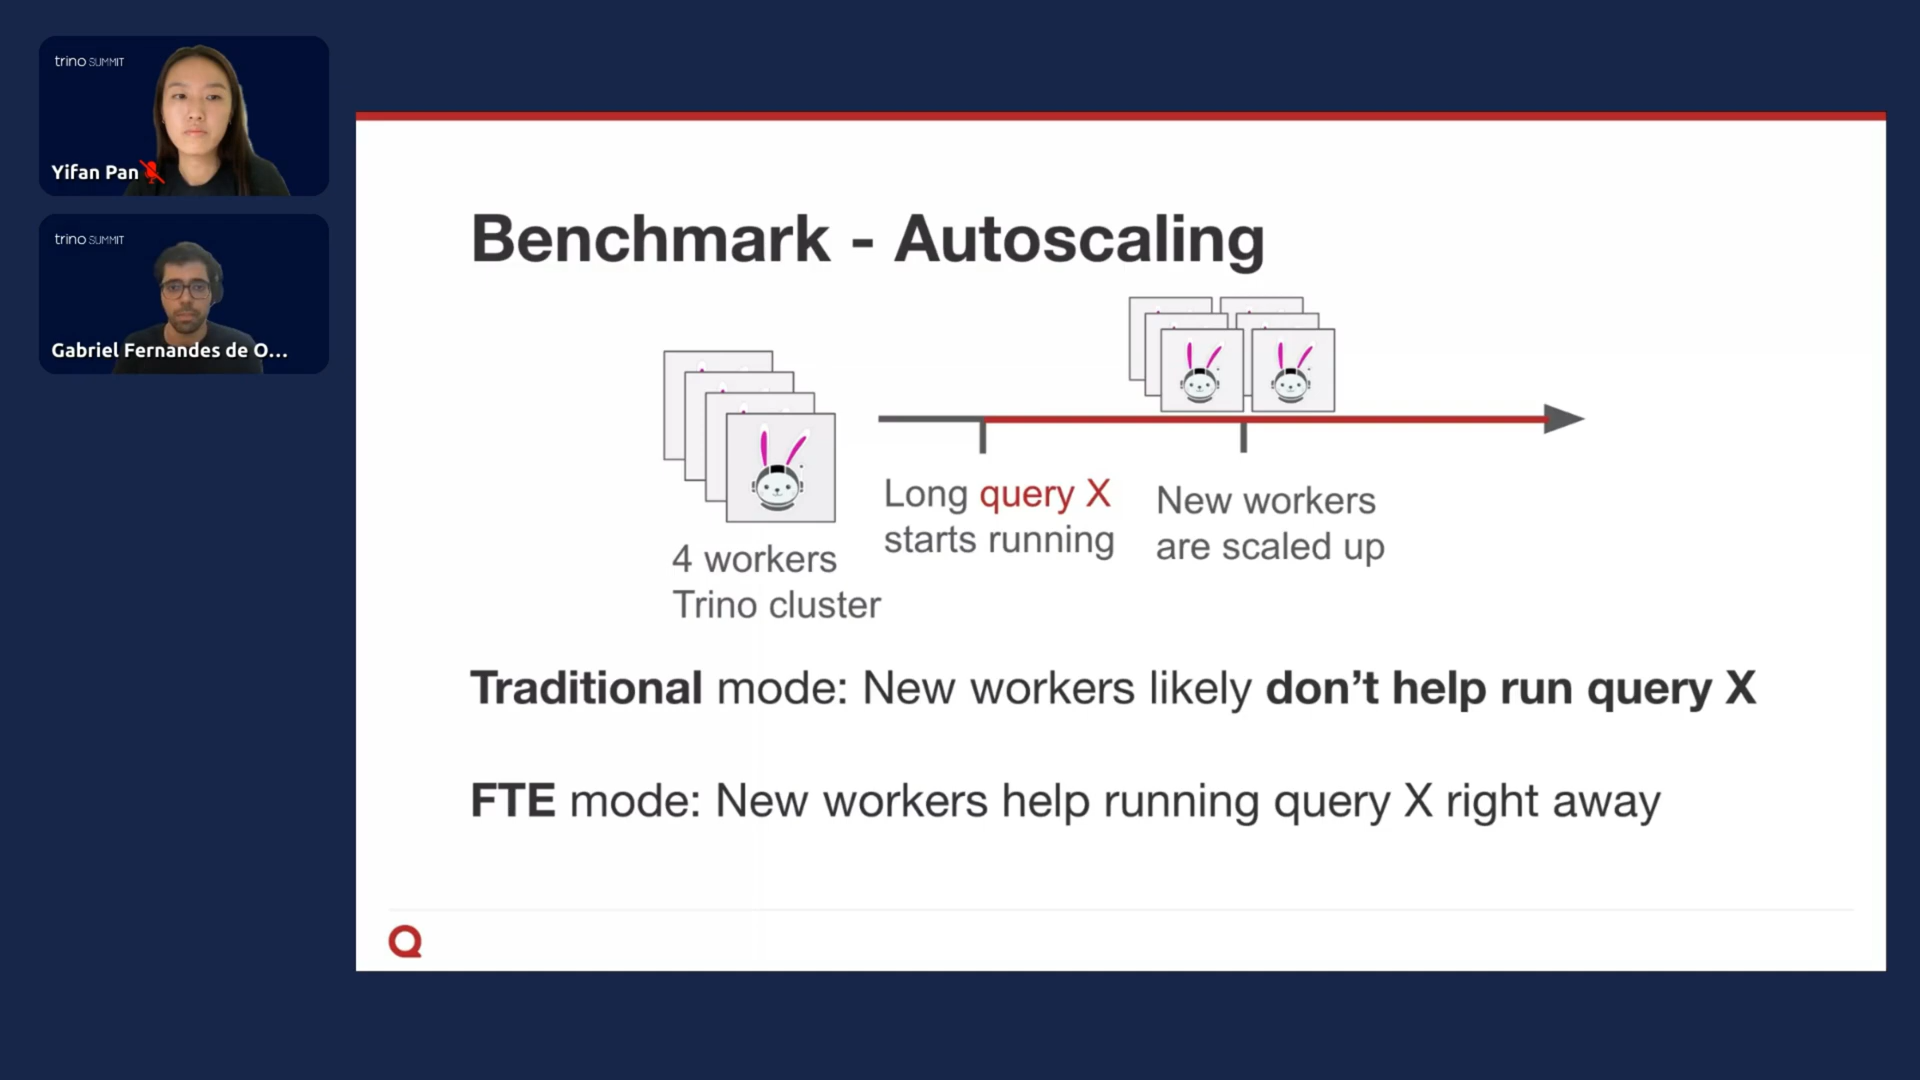 trino SUMMIT
Yifan Pan
trino SUMMIT
Gabriel Fernandes de O...
Benchmark - Autoscaling
4 workers
Trino cluster
Long query X
starts running
New workers
are scaled up
Traditional mode: New workers likely don't help run query X
FTE mode: New workers help running query X right away
Q